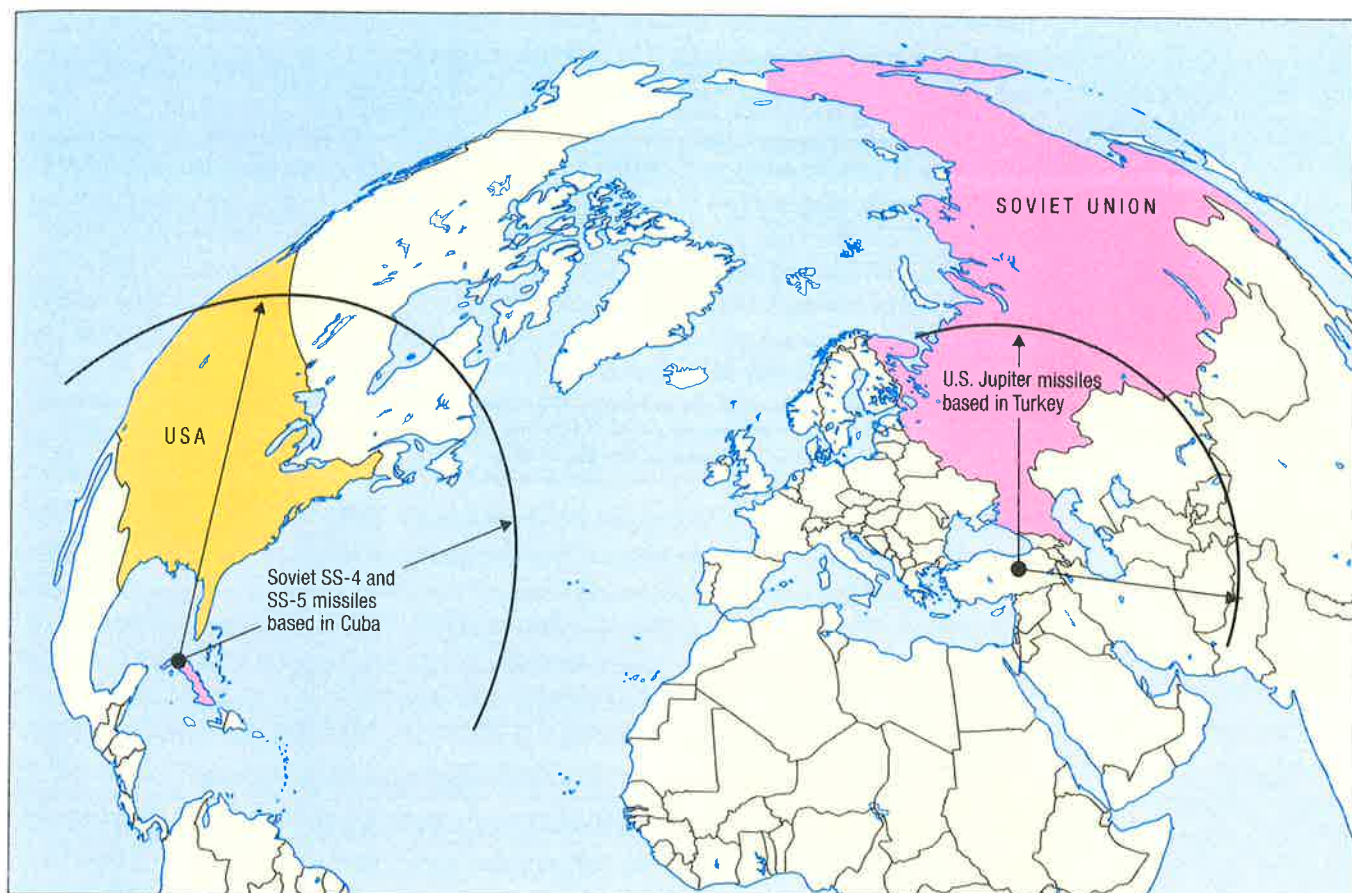 SOVIET UNION
U.S. Jupiter missiles
based in Turkey
USA
Soviet SS-4 and
SS-5 missiles
based in Cuba